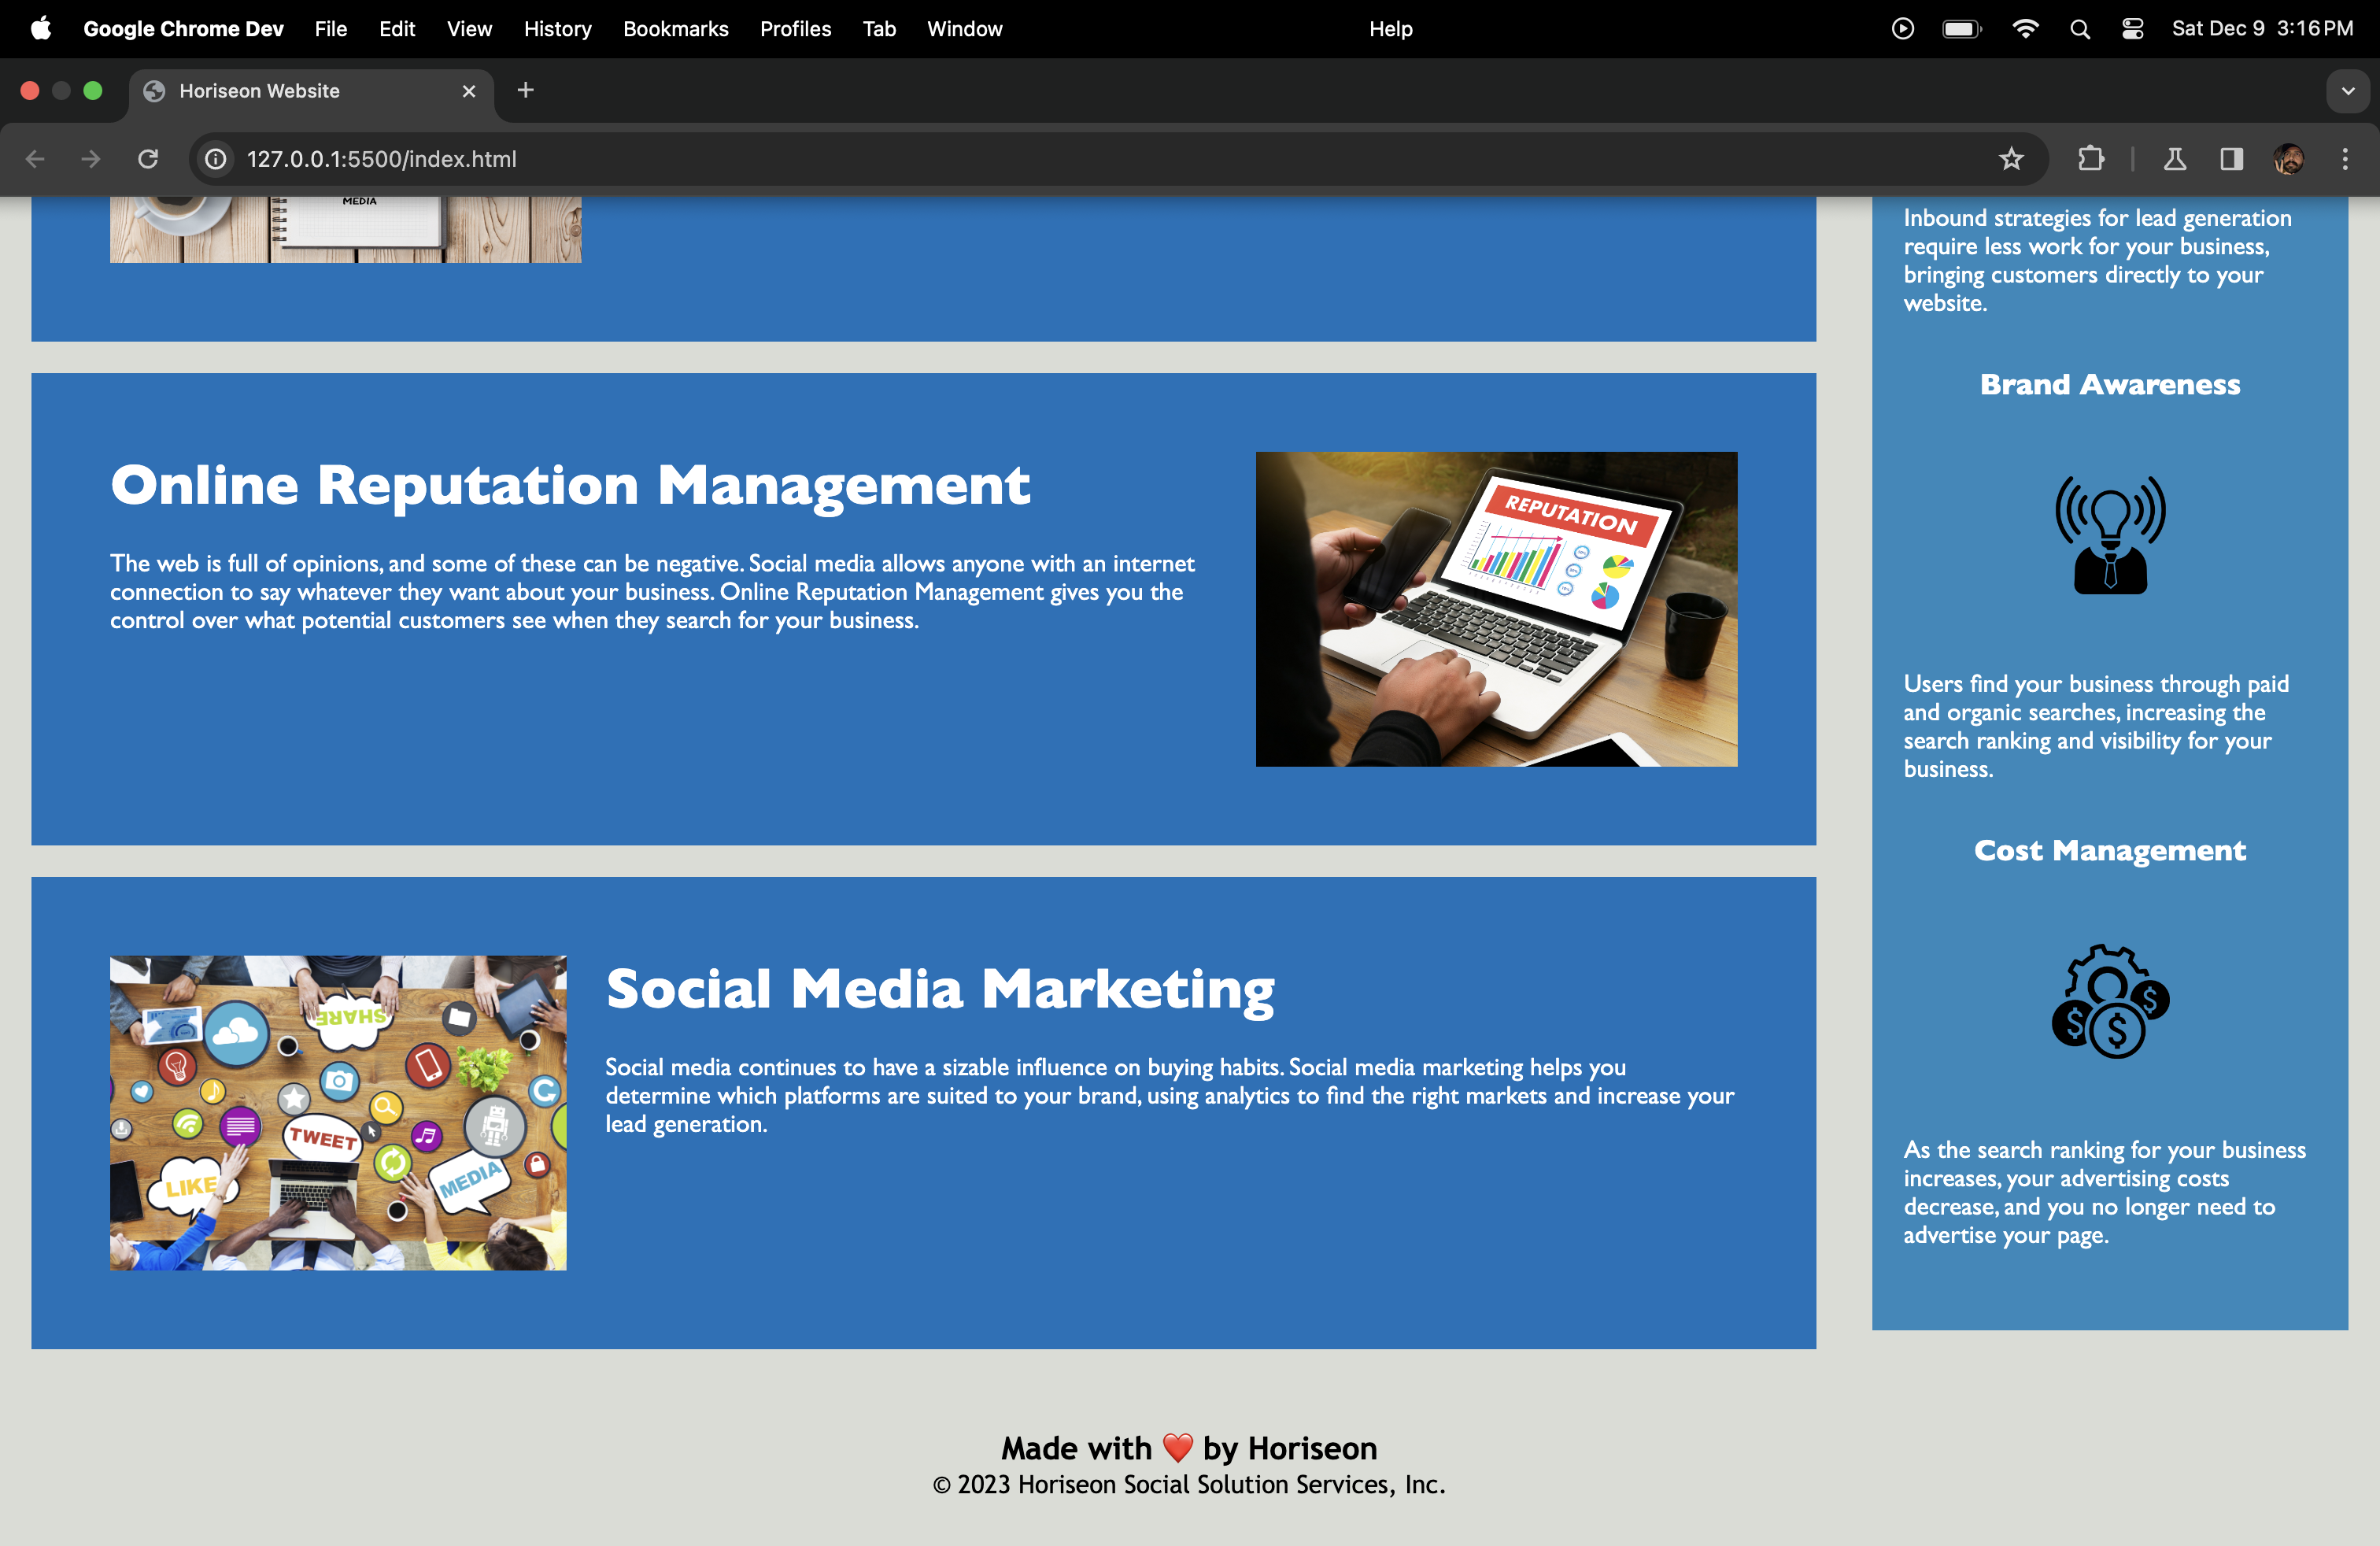 Google Chrome Dev File Edit View History Bookmarks Profiles Tab Window Help Sat Dec 9 3:16 PM
Horiseon Website
127.0.0.1:5500/index.html
MEDIA
Inbound strategies for lead generation
require less work for your business,
bringing customers directly to your
website.
Online Reputation Management
The web is full of opinions, and some of these can be negative. Social media allows anyone with an internet
connection to say whatever they want about your business. Online Reputation Management gives you the
control over what potential customers see when they search for your business.
REPUTATION
Brand Awareness
Users find your business through paid
and organic searches, increasing the
search ranking and visibility for your
business.
SHARE
TWEET
LIKE
MEDIA
Social Media Marketing
Social media continues to have a sizable influence on buying habits. Social media marketing helps you
determine which platforms are suited to your brand, using analytics to find the right markets and increase your
lead generation.
Cost Management
$ $ $
As the search ranking for your business
increases, your advertising costs
decrease, and you no longer need to
advertise your page.
Made with ❤️ by Horiseon
© 2023 Horiseon Social Solution Services, Inc.